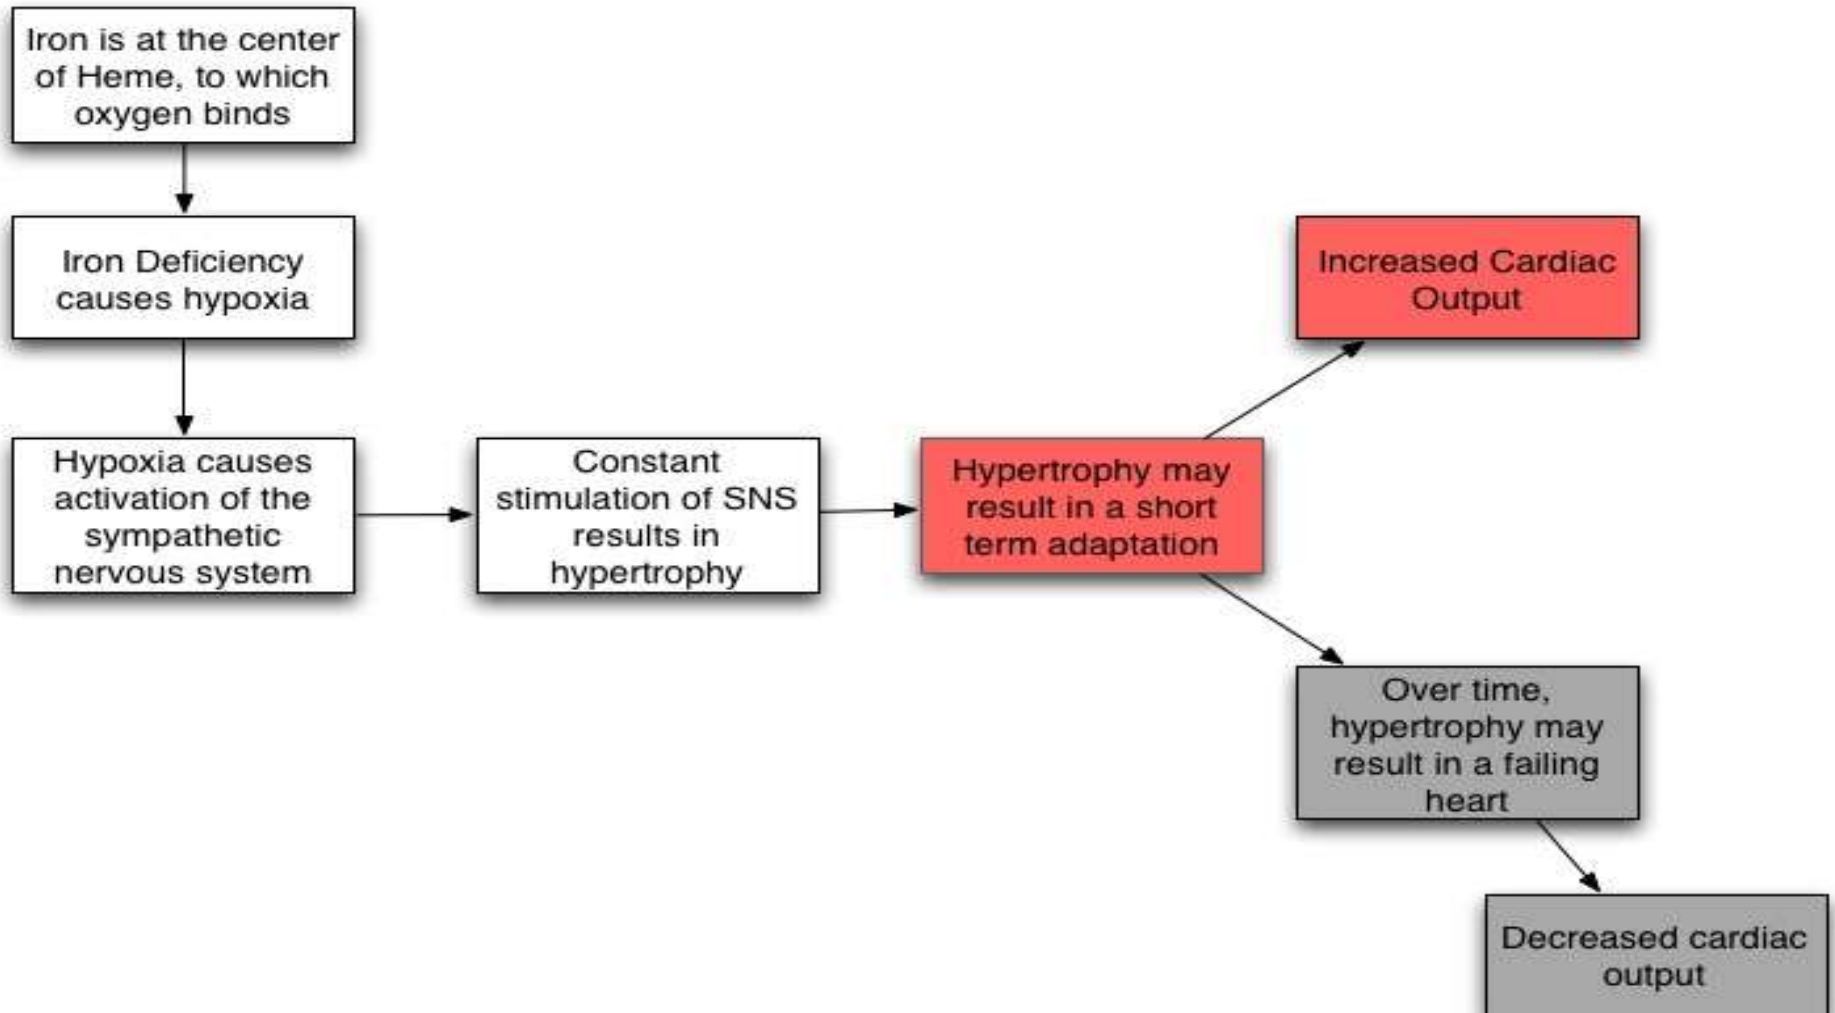 Iron is at the center
of Heme, to which
oxygen binds
Iron Deficiency
causes hypoxia
Hypoxia causes
activation of the
sympathetic
nervous system
Constant
stimulation of SNS
results in
hypertrophy
Hypertrophy may
result in a short
term adaptation
Increased Cardiac
Output
Over time,
hypertrophy may
result in a failing
heart
Decreased cardiac
output